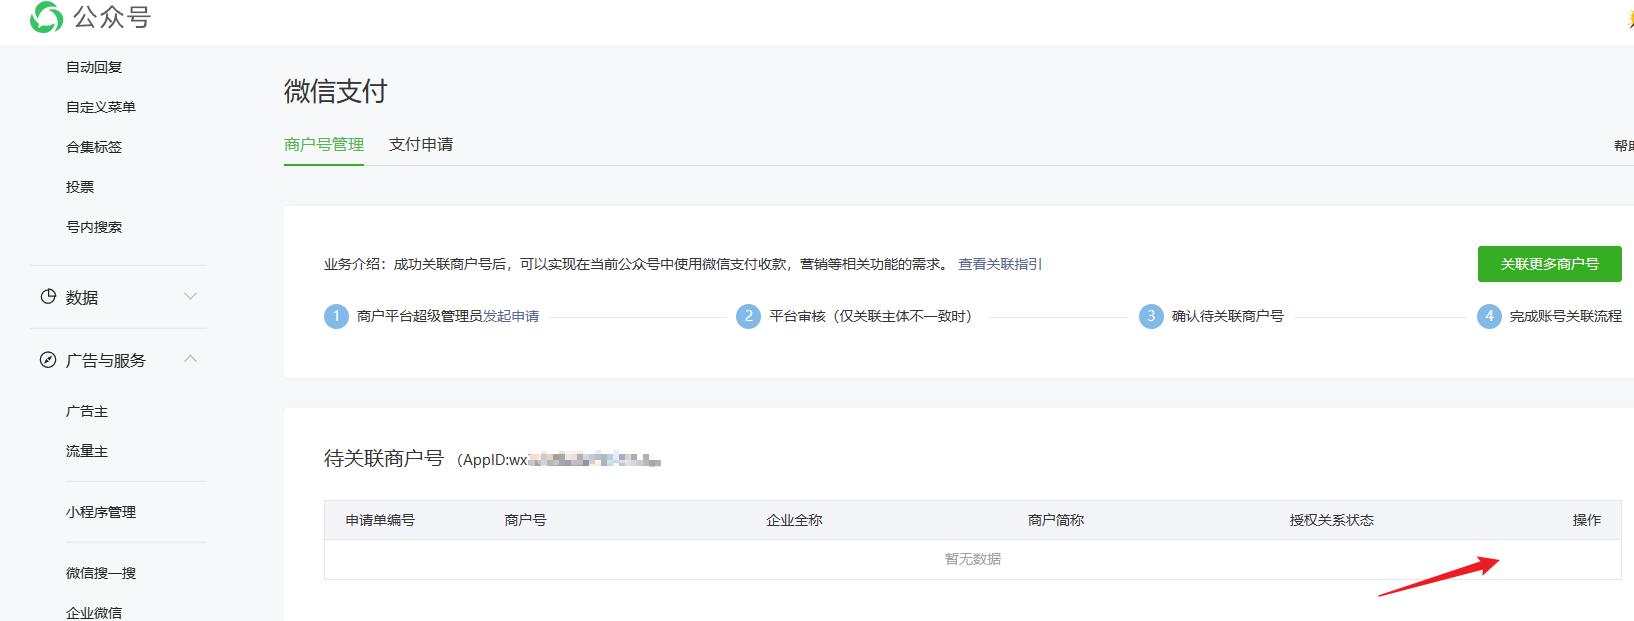 公众号
自动回复
自定义菜单
合集标签
投票
号内搜索
数据
广告与服务
广告主
流量主
小程序管理
微信搜一搜
企业微信
微信支付
商户号管理 支付申请
业务介绍：成功关联商户号后，可以实现在当前公众号中使用微信支付收款，营销等相关功能的需求。 查看关联指引
关联更多商户号
1 商户平台超级管理员发起申请 2 平台审核（仅关联主体不一致时） 3 确认待关联商户号 4 完成账号关联流程
待关联商户号 （AppID:wx
申请单编号 商户号 企业全称 商户简称 授权关系状态 操作
暂无数据